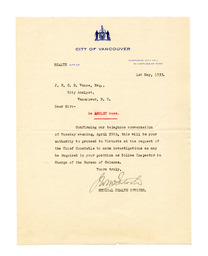 CITY OF VANCOUVER
HEALTH
1st May, 1933.
J. F. C. B. Vance, Esq.,
City Analyst,
Vancouver, B. C.
Dear Sir:-
Re case.
Confirming our telephone conversation
of Tuesday evening, April 25th, this will be your
authority to proceed to Victoria at the request of
the Chief Constable to make investigations as may
be required in your position as Police Inspector in
Charge of the Bureau of Science.
Yours truly,
MEDICAL HEALTH OFFICER.